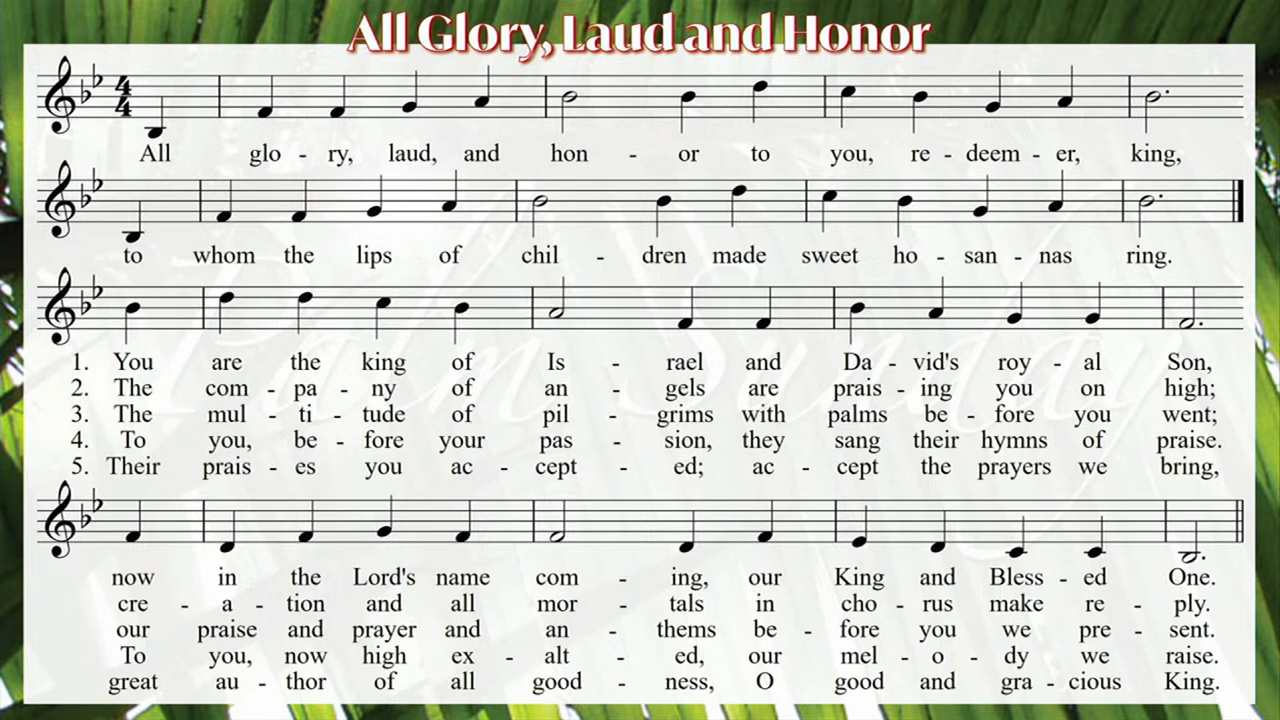 All Glory, Laud and Honor
4
4
All glo - ry, laud, and hon - or to you, re - deem - er, king,
to whom the lips of chil - dren made sweet ho - san - nas ring.
1. You are the king of Is - rael and Da - vid's roy - al Son,
2. The com - pa - ny of an - gels are prais - ing you on high;
3. The mul - ti - tude of pil - grims with palms be - fore you went;
4. To you, be - fore your pas - sion, they sang their hymns of praise.
5. Their prais - es you ac - cept - ed; ac - cept the prayers we bring,
now in the Lord's name com - ing, our King and Bless - ed One.
cre - a - tion and all mor - tals in cho - rus make re - ply.
our praise and prayer and an - thems be - fore you we pre - sent.
To you, now high ex - alt - ed, our mel - o - dy we raise.
great au - thor of all good - ness, O good and gra - cious King.
Palm Sunday